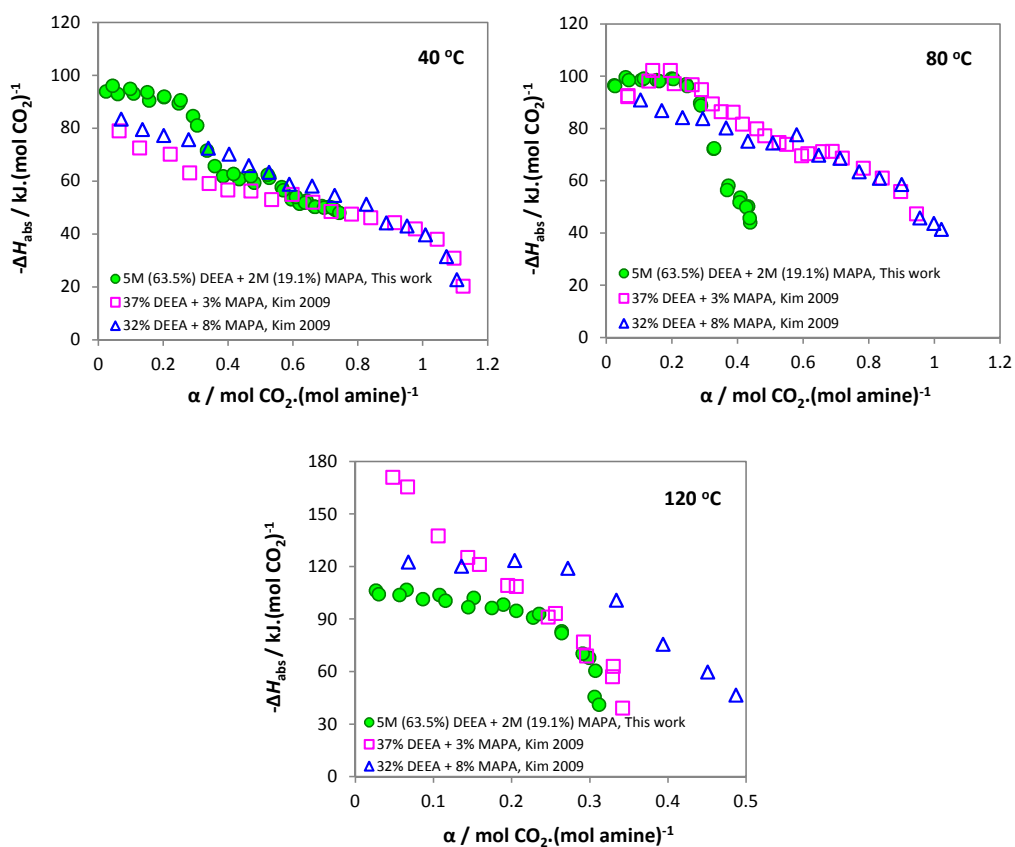 120
100
80
60
40
20
0
-ΔH_abs / kJ.(mol CO₂)⁻¹
40 °C
5M (63.5%) DEEA + 2M (19.1%) MAPA, This work
37% DEEA + 3% MAPA, Kim 2009
32% DEEA + 8% MAPA, Kim 2009
0 0.2 0.4 0.6 0.8 1 1.2
α / mol CO₂.(mol amine)⁻¹
120
100
80
60
40
20
0
-ΔH_abs / kJ.(mol CO₂)⁻¹
80 °C
5M (63.5%) DEEA + 2M (19.1%) MAPA, This work
37% DEEA + 3% MAPA, Kim 2009
32% DEEA + 8% MAPA, Kim 2009
0 0.2 0.4 0.6 0.8 1 1.2
α / mol CO₂.(mol amine)⁻¹
180
150
120
90
60
30
0
-ΔH_abs / kJ.(mol CO₂)⁻¹
120 °C
5M (63.5%) DEEA + 2M (19.1%) MAPA, This work
37% DEEA + 3% MAPA, Kim 2009
32% DEEA + 8% MAPA, Kim 2009
0 0.1 0.2 0.3 0.4 0.5
α / mol CO₂.(mol amine)⁻¹